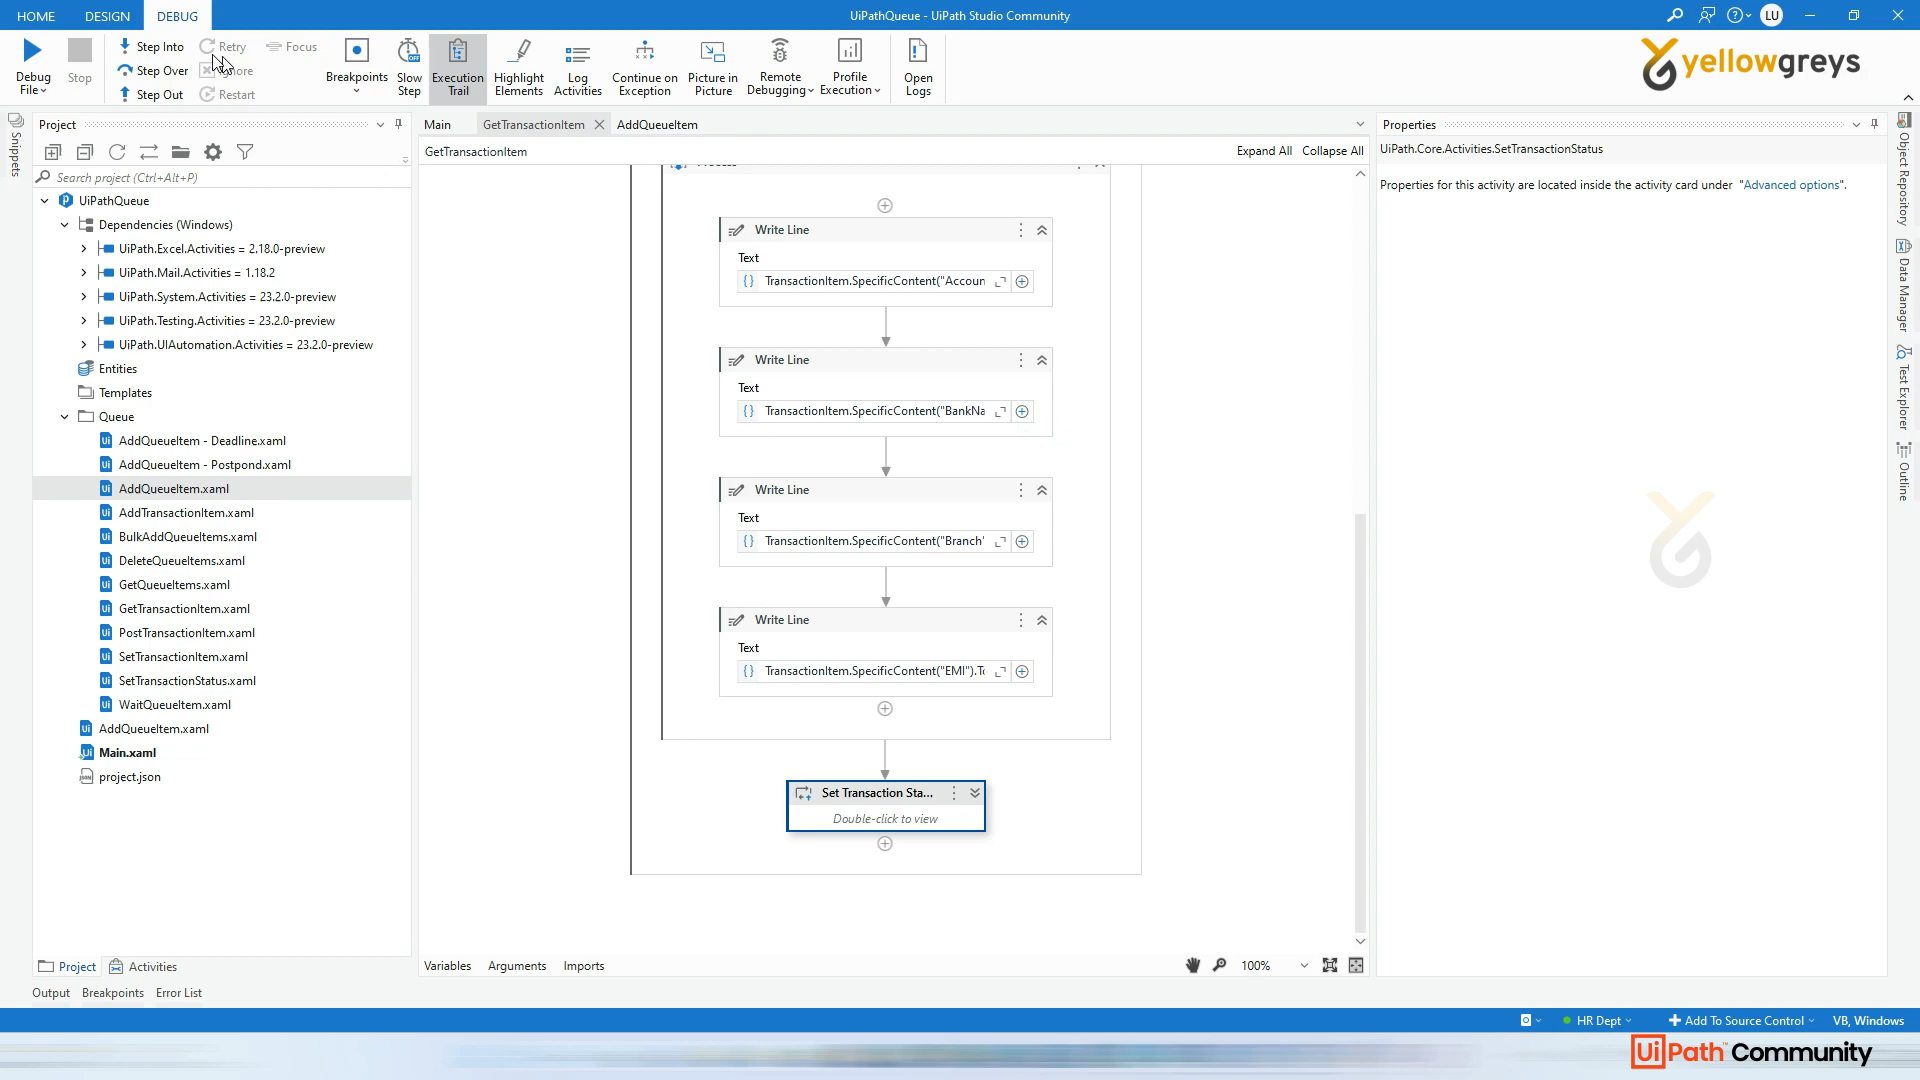 HOME DESIGN DEBUG
UiPathQueue - UiPath Studio Community
LU
Debug File
Stop
Step Into
Step Over
Step Out
Retry
Ignore
Restart
Focus
Breakpoints
Slow Step
Execution Trail
Highlight Elements
Log Activities
Continue on Exception
Picture in Picture
Remote Debugging
Profile Execution
Open Logs
yellowgreys
Snippets
Project
Search project (Ctrl+Alt+P)
UiPathQueue
Dependencies (Windows)
UiPath.Excel.Activities = 2.18.0-preview
UiPath.Mail.Activities = 1.18.2
UiPath.System.Activities = 23.2.0-preview
UiPath.Testing.Activities = 23.2.0-preview
UiPath.UIAutomation.Activities = 23.2.0-preview
Entities
Templates
Queue
AddQueueItem - Deadline.xaml
AddQueueItem - Postpond.xaml
AddQueueItem.xaml
AddTransactionItem.xaml
BulkAddQueueItems.xaml
DeleteQueueItems.xaml
GetQueueItems.xaml
GetTransactionItem.xaml
PostTransactionItem.xaml
SetTransactionItem.xaml
SetTransactionStatus.xaml
WaitQueueItem.xaml
AddQueueItem.xaml
Main.xaml
project.json
Project Activities
Main GetTransactionItem AddQueueItem
GetTransactionItem
Expand All Collapse All
Write Line
Text
TransactionItem.SpecificContent("Accoun
Write Line
Text
TransactionItem.SpecificContent("BankNa
Write Line
Text
TransactionItem.SpecificContent("Branch"
Write Line
Text
TransactionItem.SpecificContent("EMI").To
Set Transaction Sta...
Double-click to view
Variables Arguments Imports
100%
Properties
UiPath.Core.Activities.SetTransactionStatus
Properties for this activity are located inside the activity card under "Advanced options".
Object Repository
Data Manager
Test Explorer
Outline
Output Breakpoints Error List
HR Dept
Add To Source Control
VB, Windows
UiPath™ Community